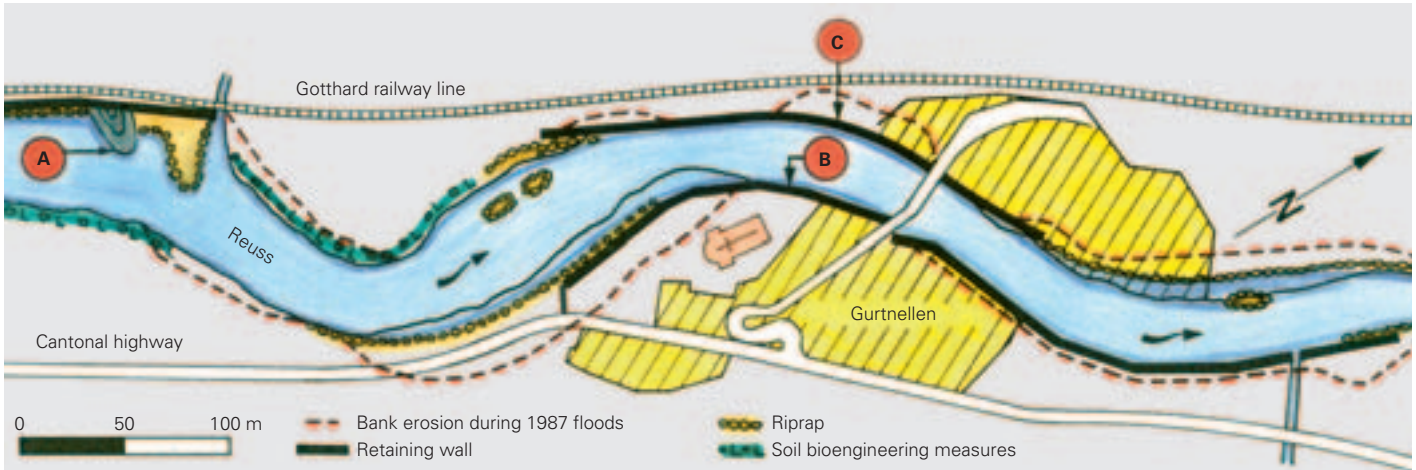 C
Gotthard railway line
A
B
N
Reuss
Gurtnellen
Cantonal highway
0 50 100 m
Bank erosion during 1987 floods
Retaining wall
Riprap
Soil bioengineering measures